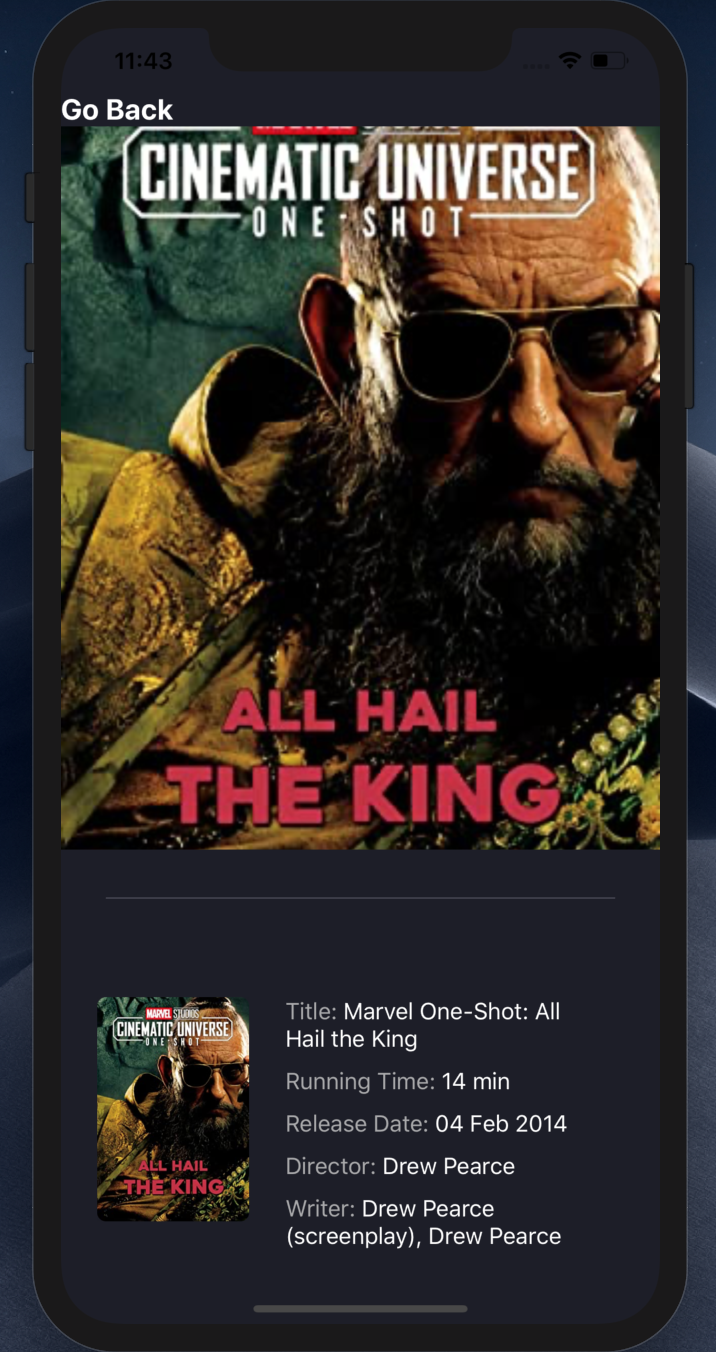 11:43
Go Back
CINEMATIC UNIVERSE
ONE·SHOT
ALL HAIL
THE KING
MARVEL STUDIOS
CINEMATIC UNIVERSE
ONE·SHOT
ALL HAIL
THE KING
Title: Marvel One-Shot: All
Hail the King
Running Time: 14 min
Release Date: 04 Feb 2014
Director: Drew Pearce
Writer: Drew Pearce
(screenplay), Drew Pearce